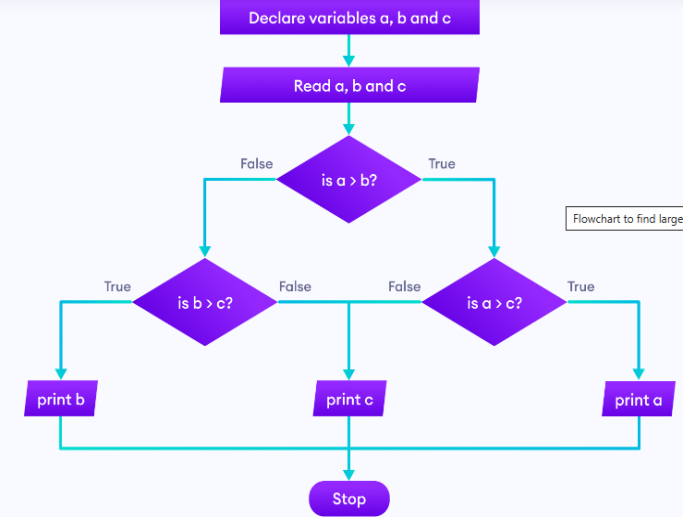 Declare variables a, b and c
Read a, b and c
False
True
is a > b?
Flowchart to find large
True
is b > c?
False
False
is a > c?
True
print b
print c
print a
Stop